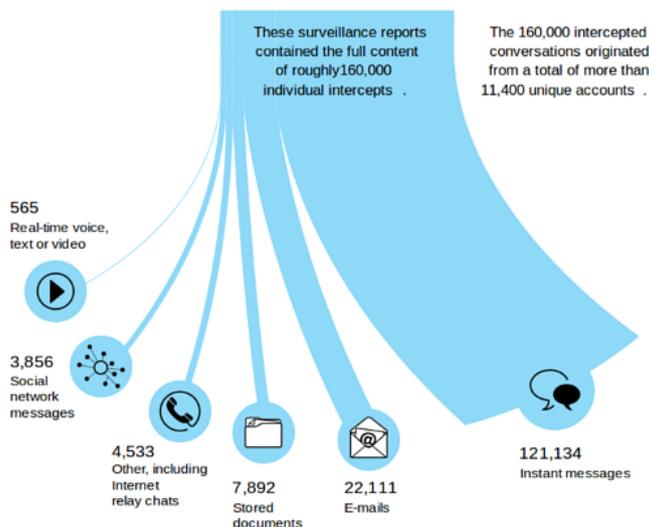 These surveillance reports
contained the full content
of roughly160,000
individual intercepts .
The 160,000 intercepted
conversations originated
from a total of more than
11,400 unique accounts .
565
Real-time voice,
text or video
3,856
Social
network
messages
4,533
Other, including
Internet
relay chats
7,892
Stored
documents
22,111
E-mails
@
121,134
Instant messages